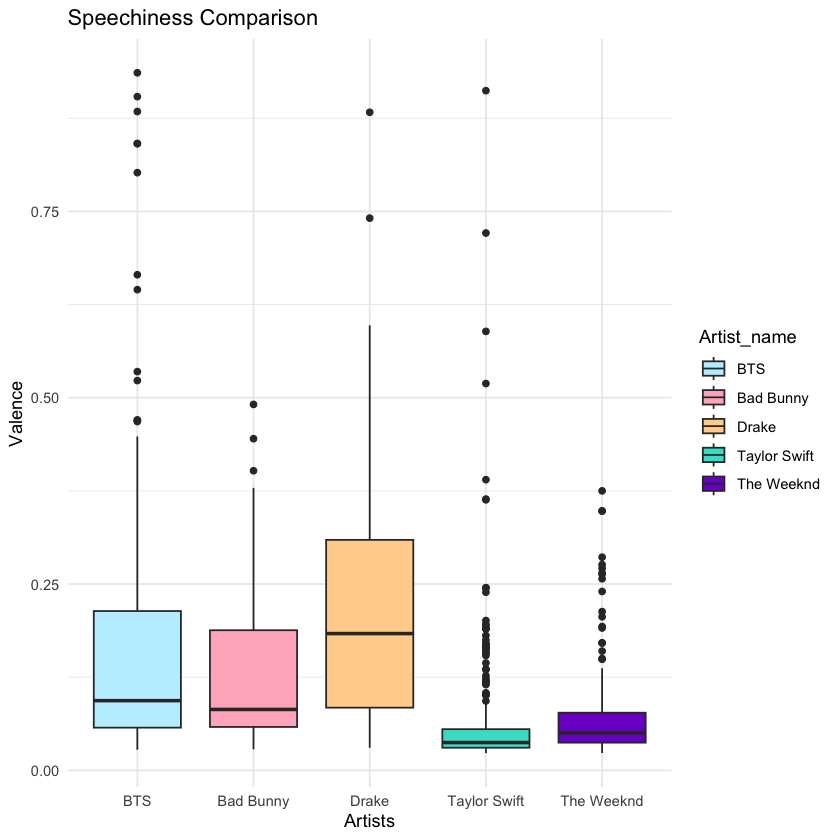 Speechiness Comparison
Valence
0.75
0.50
0.25
0.00
BTS
Bad Bunny
Drake
Taylor Swift
The Weeknd
Artists
Artist_name
BTS
Bad Bunny
Drake
Taylor Swift
The Weeknd